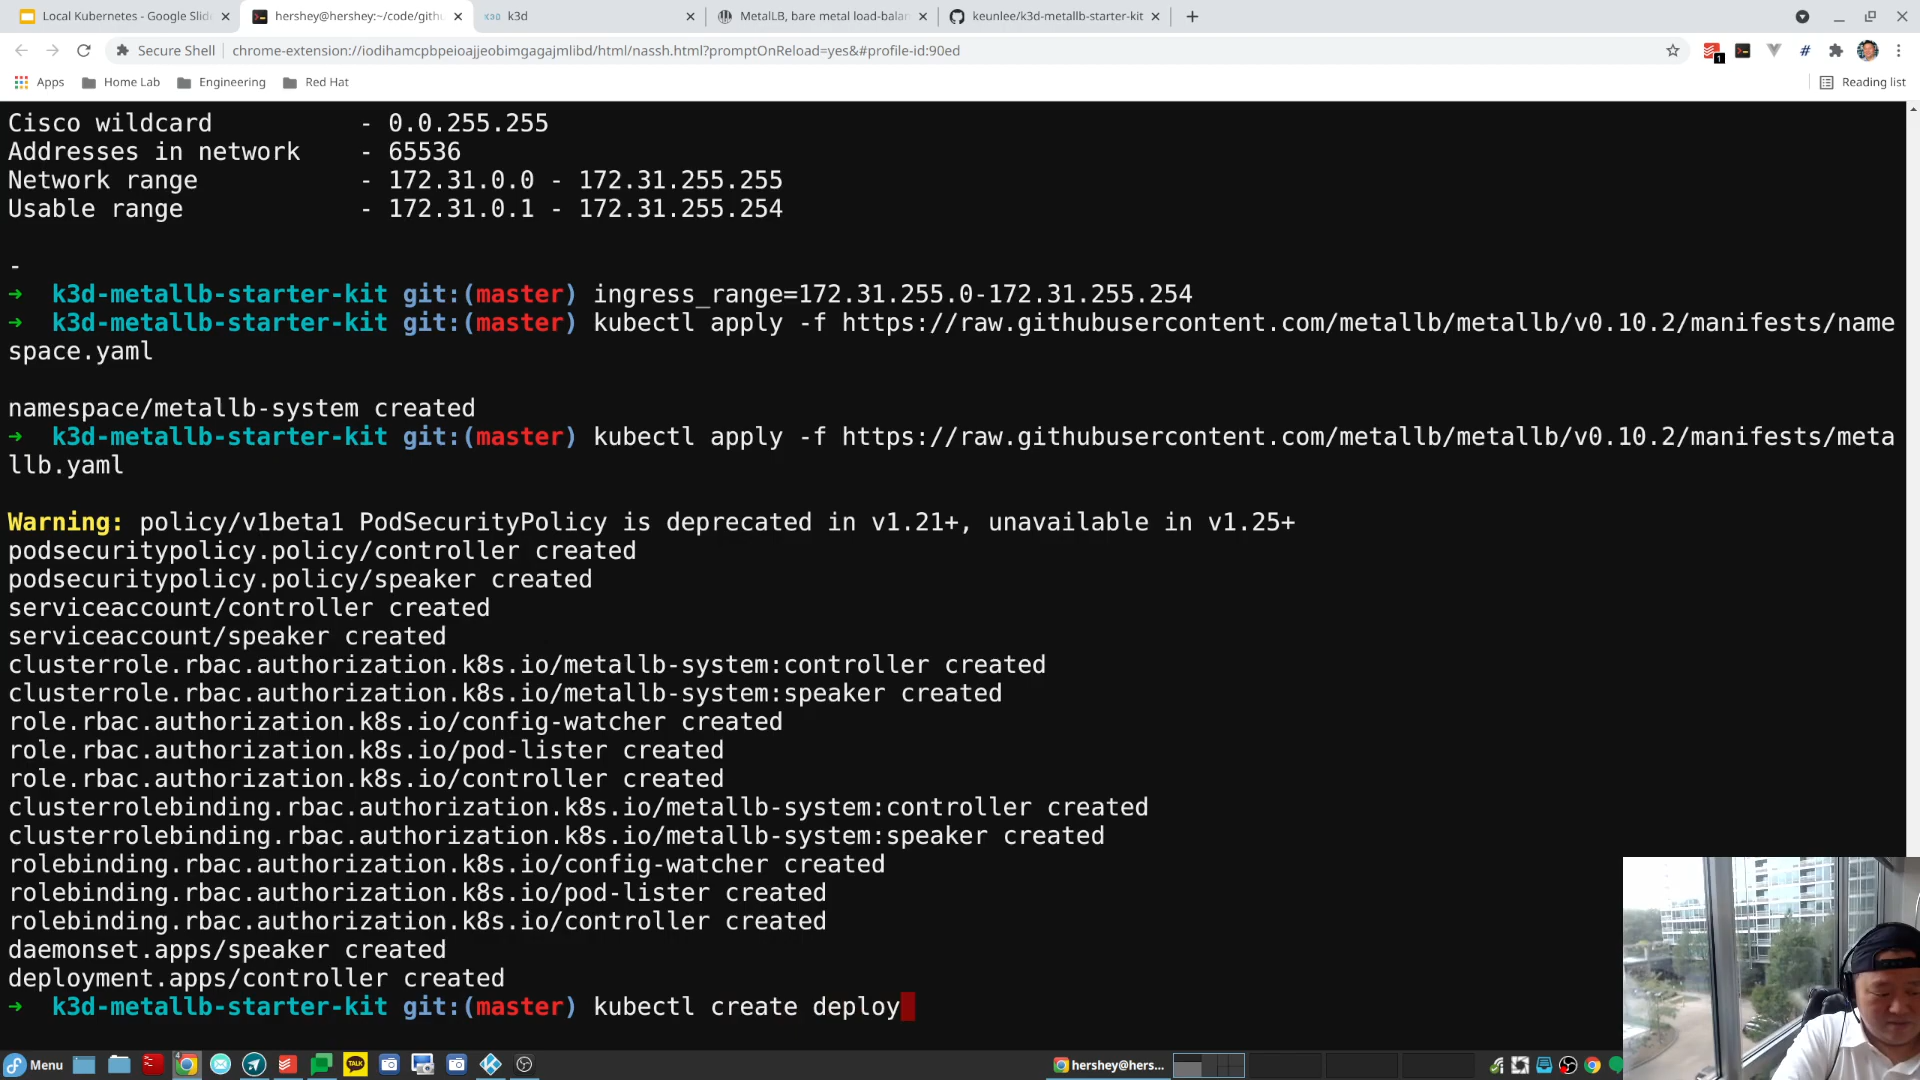 Local Kubernetes - Google Slid
hershey@hershey:~/code/gith
k3d
MetalLB, bare metal load-balan
keunlee/k3d-metallb-starter-kit
Secure Shell
chrome-extension://iodihamcpbpeioajjeobimgagajmlibd/html/nassh.html?promptOnReload=yes&#profile-id:90ed
1
Apps
Home Lab
Engineering
Red Hat
Reading list
Cisco wildcard - 0.0.255.255
Addresses in network - 65536
Network range - 172.31.0.0 - 172.31.255.255
Usable range - 172.31.0.1 - 172.31.255.254
-
➜ k3d-metallb-starter-kit git:(master) ingress_range=172.31.255.0-172.31.255.254
➜ k3d-metallb-starter-kit git:(master) kubectl apply -f https://raw.githubusercontent.com/metallb/metallb/v0.10.2/manifests/name
space.yaml
namespace/metallb-system created
➜ k3d-metallb-starter-kit git:(master) kubectl apply -f https://raw.githubusercontent.com/metallb/metallb/v0.10.2/manifests/meta
llb.yaml
Warning: policy/v1beta1 PodSecurityPolicy is deprecated in v1.21+, unavailable in v1.25+
podsecuritypolicy.policy/controller created
podsecuritypolicy.policy/speaker created
serviceaccount/controller created
serviceaccount/speaker created
clusterrole.rbac.authorization.k8s.io/metallb-system:controller created
clusterrole.rbac.authorization.k8s.io/metallb-system:speaker created
role.rbac.authorization.k8s.io/config-watcher created
role.rbac.authorization.k8s.io/pod-lister created
role.rbac.authorization.k8s.io/controller created
clusterrolebinding.rbac.authorization.k8s.io/metallb-system:controller created
clusterrolebinding.rbac.authorization.k8s.io/metallb-system:speaker created
rolebinding.rbac.authorization.k8s.io/config-watcher created
rolebinding.rbac.authorization.k8s.io/pod-lister created
rolebinding.rbac.authorization.k8s.io/controller created
daemonset.apps/speaker created
deployment.apps/controller created
➜ k3d-metallb-starter-kit git:(master) kubectl create deploy
Menu
4
TALK
hershey@hers...